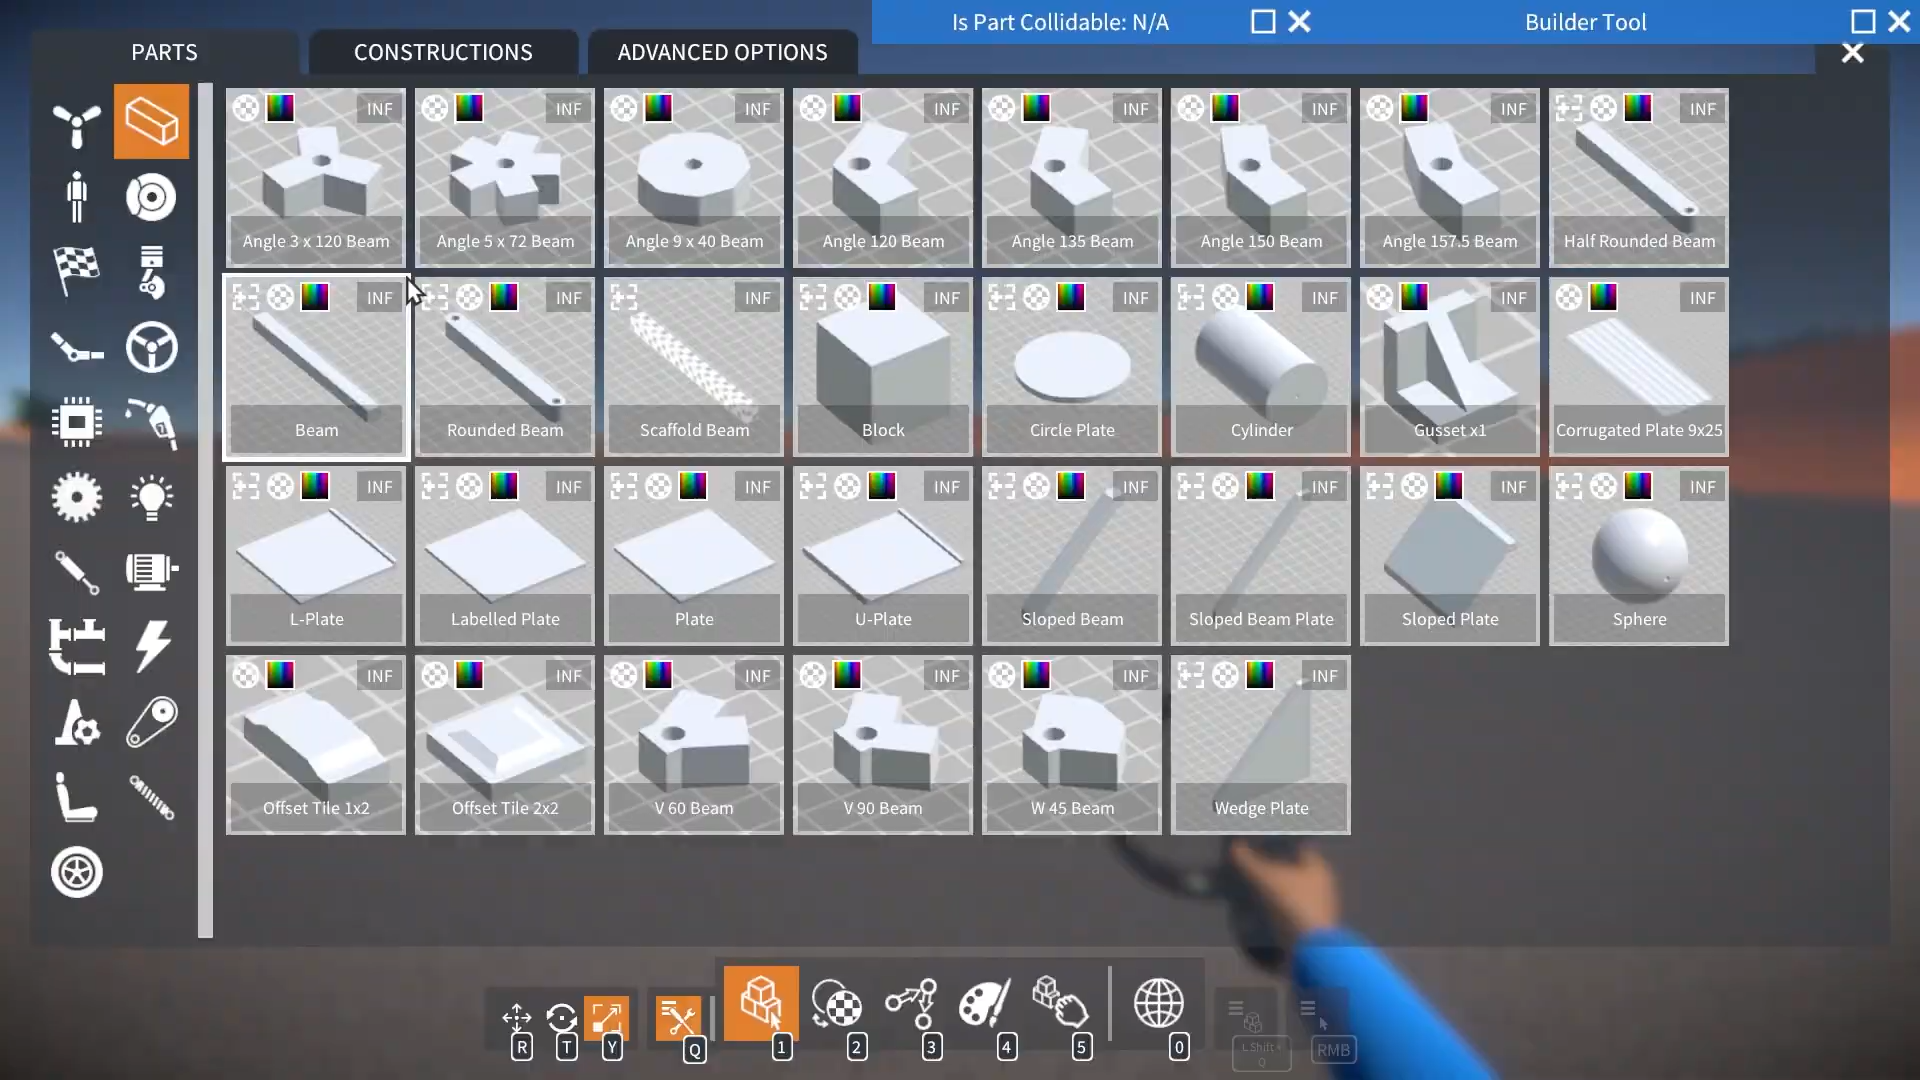 Is Part Collidable: N/A
Builder Tool
PARTS
CONSTRUCTIONS
ADVANCED OPTIONS
INF
INF
INF
INF
INF
INF
INF
INF
Angle 3 x 120 Beam
Angle 5 x 72 Beam
Angle 9 x 40 Beam
Angle 120 Beam
Angle 135 Beam
Angle 150 Beam
Angle 157.5 Beam
Half Rounded Beam
INF
INF
INF
INF
INF
INF
INF
INF
Beam
Rounded Beam
Scaffold Beam
Block
Circle Plate
Cylinder
Gusset x1
Corrugated Plate 9x25
INF
INF
INF
INF
INF
INF
INF
INF
L-Plate
Labelled Plate
Plate
U-Plate
Sloped Beam
Sloped Beam Plate
Sloped Plate
Sphere
INF
INF
INF
INF
INF
INF
Offset Tile 1x2
Offset Tile 2x2
V 60 Beam
V 90 Beam
W 45 Beam
Wedge Plate
R
T
Y
Q
1
2
3
4
5
0
L.Shift+
Q
RMB